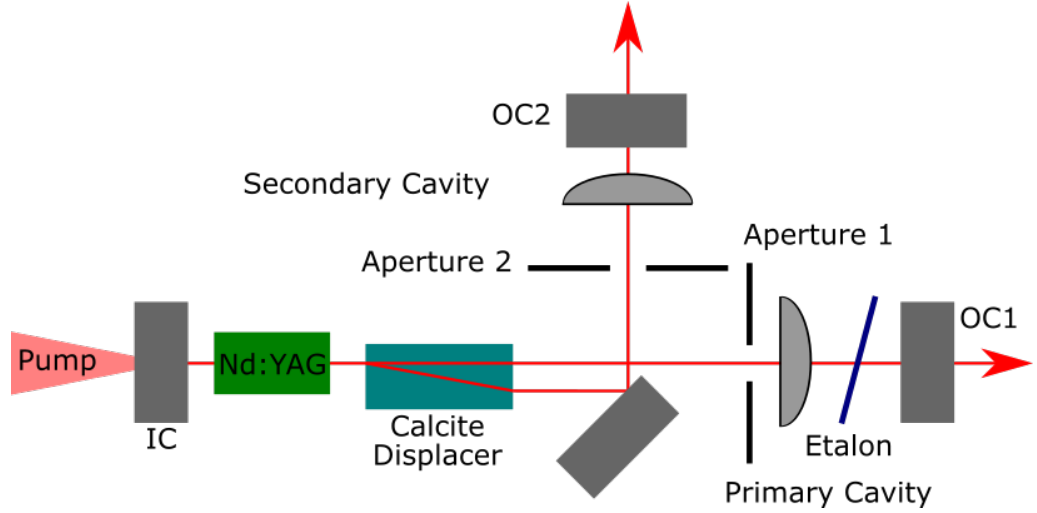 OC2
Secondary Cavity
Aperture 1
Aperture 2
OC1
Pump
Nd:YAG
IC
Calcite
Displacer
Etalon
Primary Cavity